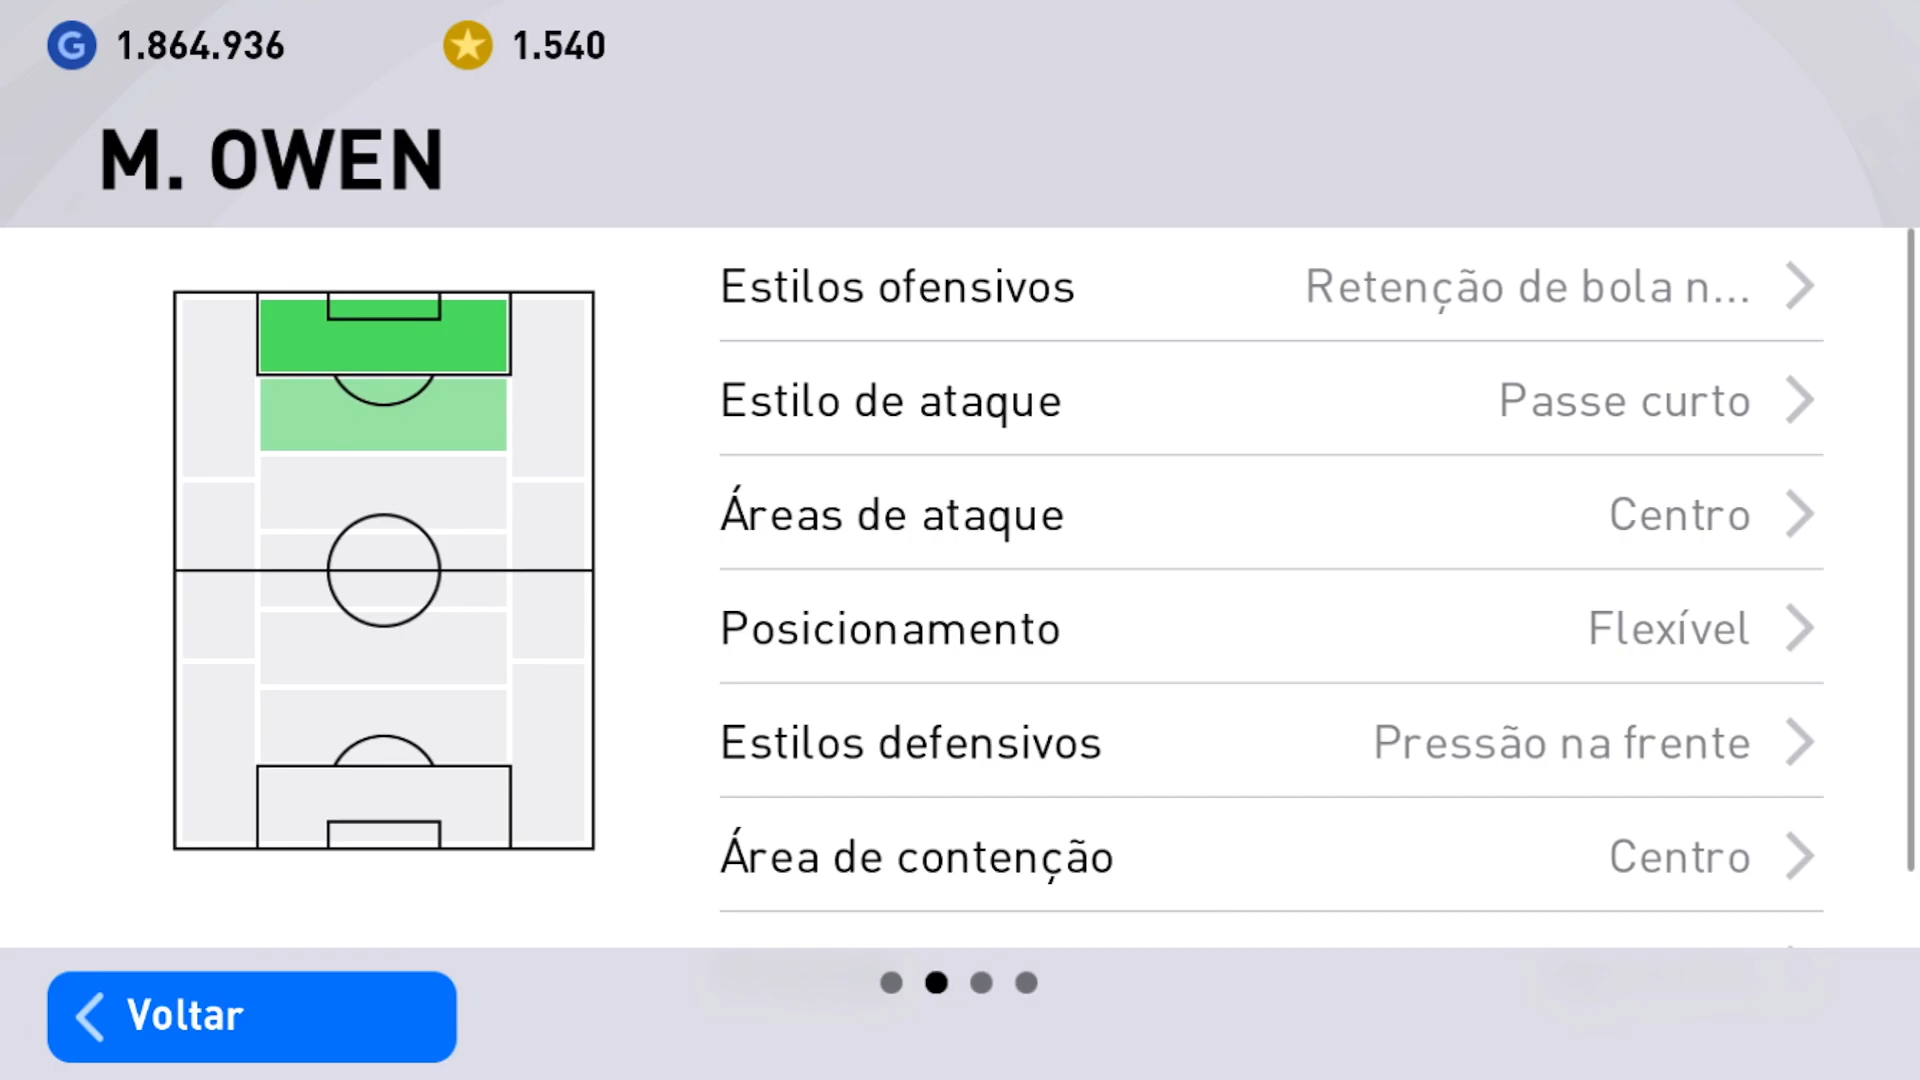 G 1.864.936 1.540
M. OWEN
Estilos ofensivos Retenção de bola n...
Estilo de ataque Passe curto
Áreas de ataque Centro
Posicionamento Flexível
Estilos defensivos Pressão na frente
Área de contenção Centro
Voltar